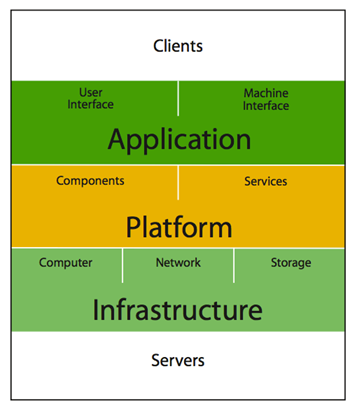 Clients
User
Interface
Machine
Interface
Application
Components
Services
Platform
Computer
Network
Storage
Infrastructure
Servers